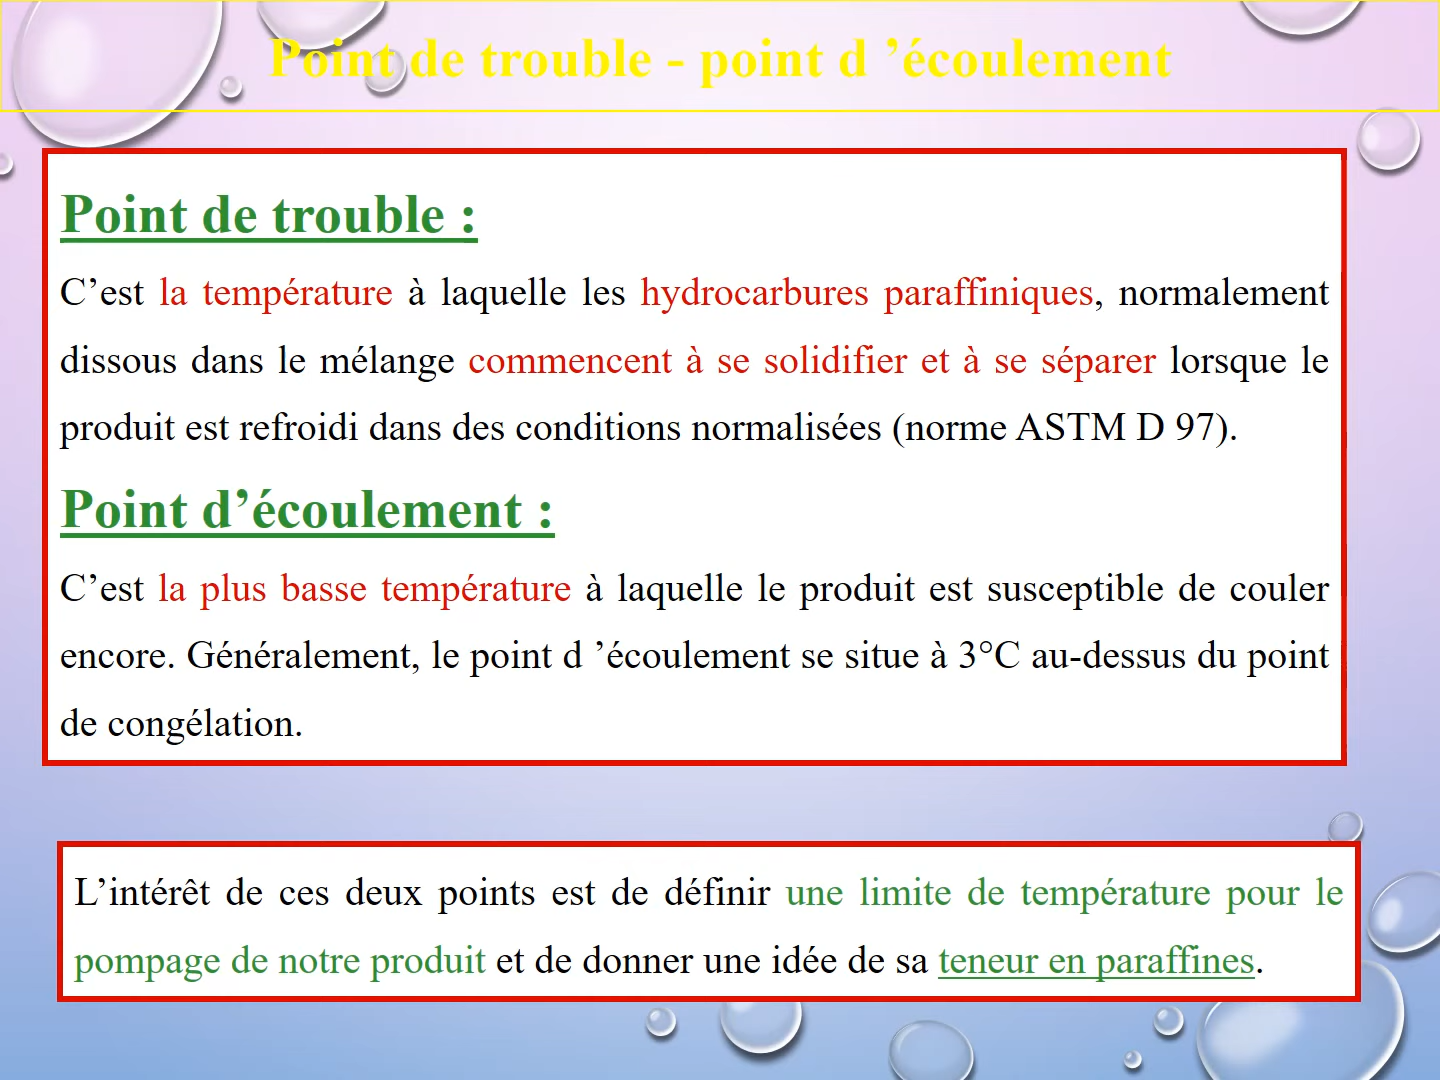 Point de trouble - point d ’écoulement
Point de trouble :
C’est la température à laquelle les hydrocarbures paraffiniques, normalement
dissous dans le mélange commencent à se solidifier et à se séparer lorsque le
produit est refroidi dans des conditions normalisées (norme ASTM D 97).
Point d’écoulement :
C’est la plus basse température à laquelle le produit est susceptible de couler
encore. Généralement, le point d ’écoulement se situe à 3°C au-dessus du point
de congélation.
L’intérêt de ces deux points est de définir une limite de température pour le
pompage de notre produit et de donner une idée de sa teneur en paraffines.